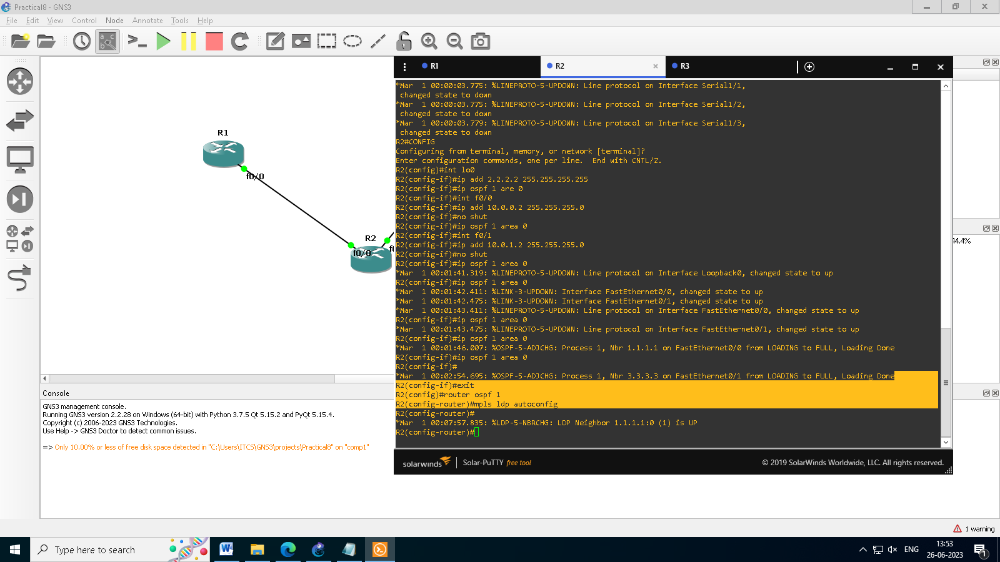 Practical8 - GNS3
File Edit View Control Node Annotate Tools Help
R1
f0/0
R2
f0/0
Console
GNS3 management console.
Running GNS3 version 2.2.28 on Windows (64-bit) with Python 3.7.5 Qt 5.15.2 and PyQt 5.15.4.
Copyright (c) 2006-2023 GNS3 Technologies.
Use Help -> GNS3 Doctor to detect common issues.
=> Only 10.00% or less of free disk space detected in "C:\Users\ITCS\GNS3\projects\Practical8" on "comp1"
R1 R2 R3
*Mar  1 00:00:03.775: %LINEPROTO-5-UPDOWN: Line protocol on Interface Serial1/1,
changed state to down
*Mar  1 00:00:03.775: %LINEPROTO-5-UPDOWN: Line protocol on Interface Serial1/2,
changed state to down
*Mar  1 00:00:03.779: %LINEPROTO-5-UPDOWN: Line protocol on Interface Serial1/3,
changed state to down
R2#CONFIG
Configuring from terminal, memory, or network [terminal]?
Enter configuration commands, one per line.  End with CNTL/Z.
R2(config)#int lo0
R2(config-if)#ip add 2.2.2.2 255.255.255.255
R2(config-if)#ip ospf 1 are 0
R2(config-if)#int f0/0
R2(config-if)#ip add 10.0.0.2 255.255.255.0
R2(config-if)#no shut
R2(config-if)#ip ospf 1 area 0
R2(config-if)#int f0/1
R2(config-if)#ip add 10.0.1.2 255.255.255.0
R2(config-if)#no shut
R2(config-if)#ip ospf 1 area 0
*Mar  1 00:01:41.319: %LINEPROTO-5-UPDOWN: Line protocol on Interface Loopback0, changed state to up
R2(config-if)#ip ospf 1 area 0
*Mar  1 00:01:42.411: %LINK-3-UPDOWN: Interface FastEthernet0/0, changed state to up
*Mar  1 00:01:42.475: %LINK-3-UPDOWN: Interface FastEthernet0/1, changed state to up
*Mar  1 00:01:43.411: %LINEPROTO-5-UPDOWN: Line protocol on Interface FastEthernet0/0, changed state to up
R2(config-if)#ip ospf 1 area 0
*Mar  1 00:01:43.475: %LINEPROTO-5-UPDOWN: Line protocol on Interface FastEthernet0/1, changed state to up
R2(config-if)#ip ospf 1 area 0
*Mar  1 00:01:46.007: %OSPF-5-ADJCHG: Process 1, Nbr 1.1.1.1 on FastEthernet0/0 from LOADING to FULL, Loading Done
R2(config-if)#ip ospf 1 area 0
R2(config-if)#
*Mar  1 00:02:54.695: %OSPF-5-ADJCHG: Process 1, Nbr 3.3.3.3 on FastEthernet0/1 from LOADING to FULL, Loading Done
R2(config-if)#exit
R2(config)#router ospf 1
R2(config-router)#mpls ldp autoconfig
R2(config-router)#
*Mar  1 00:07:57.835: %LDP-5-NBRCHG: LDP Neighbor 1.1.1.1:0 (1) is UP
R2(config-router)#
solarwinds Solar-PuTTY free tool © 2019 SolarWinds Worldwide, LLC. All rights reserved.
44.4%
1 warning
Type here to search
ENG
13:53
26-06-2023
1